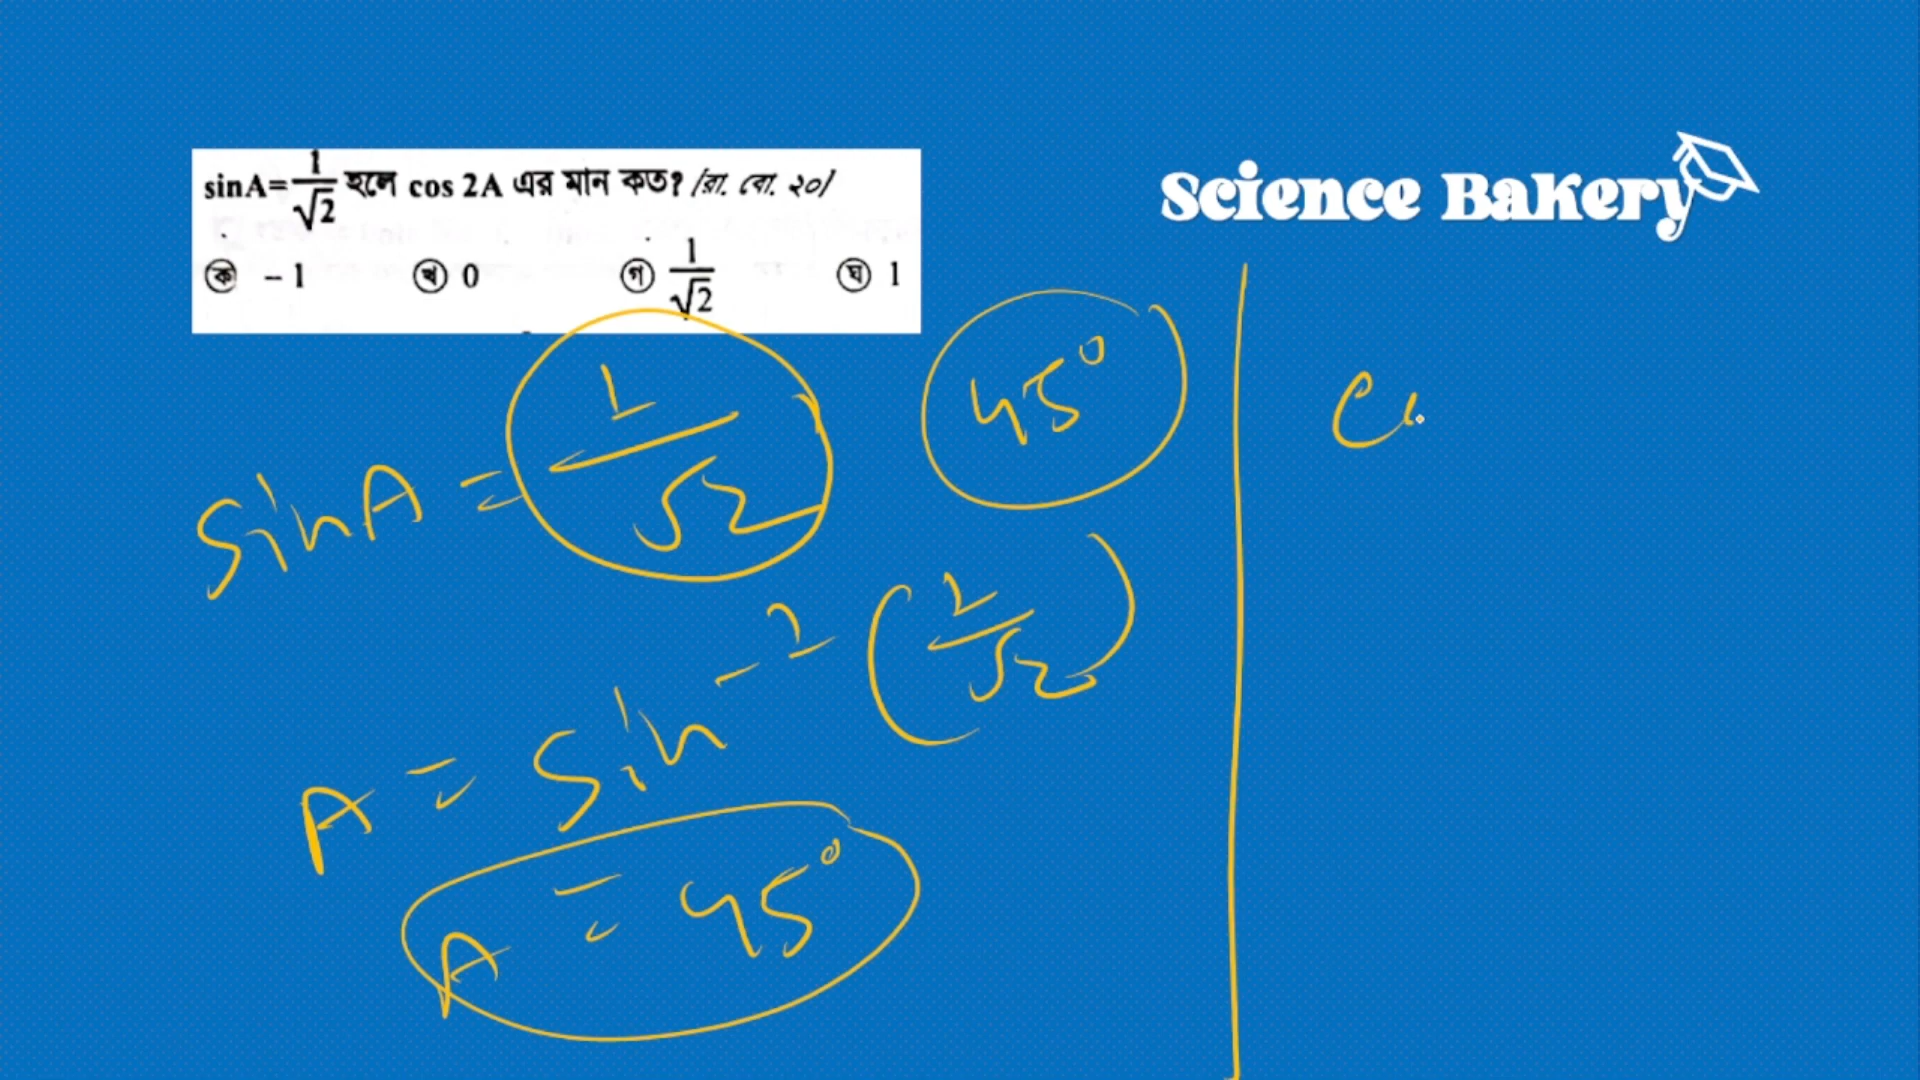 sinA=1/√2 হলে cos 2A এর মান কত? [রা. বো. ২০]
ক -1 খ 0 গ 1/√2 ঘ 1
Science Bakery
sinA = 1/√2
45°
A = sin⁻¹(1/√2)
A = 45°